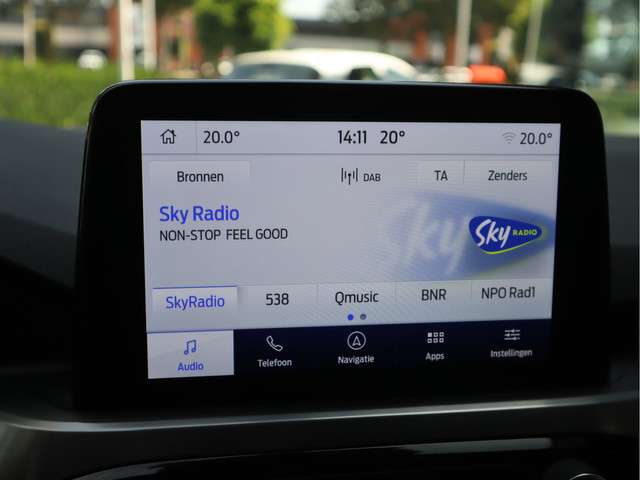 20.0° 14:11 20° 20.0°
Bronnen DAB TA Zenders
Sky Radio
NON-STOP FEEL GOOD
Sky RADIO
SkyRadio 538 Qmusic BNR NPO Rad1
Audio Telefoon Navigatie Apps Instellingen